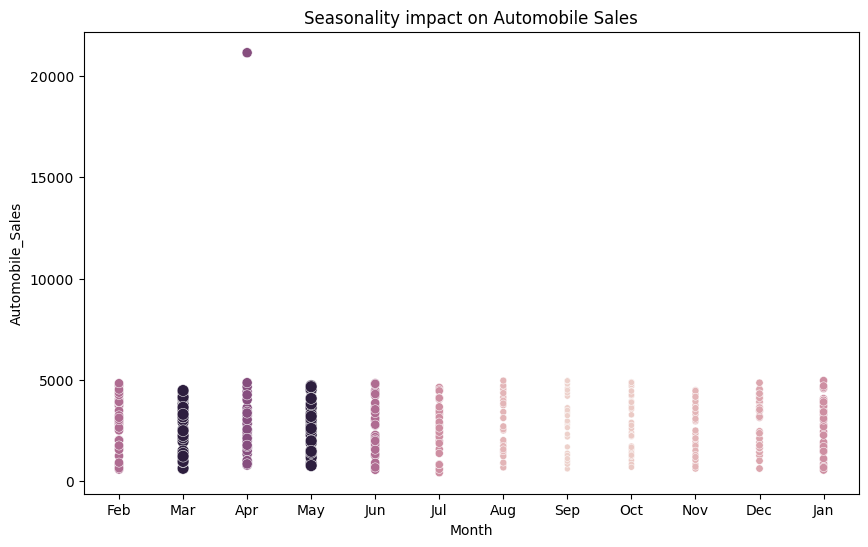 Seasonality impact on Automobile Sales
Automobile_Sales
20000
15000
10000
5000
0
Feb Mar Apr May Jun Jul Aug Sep Oct Nov Dec Jan
Month